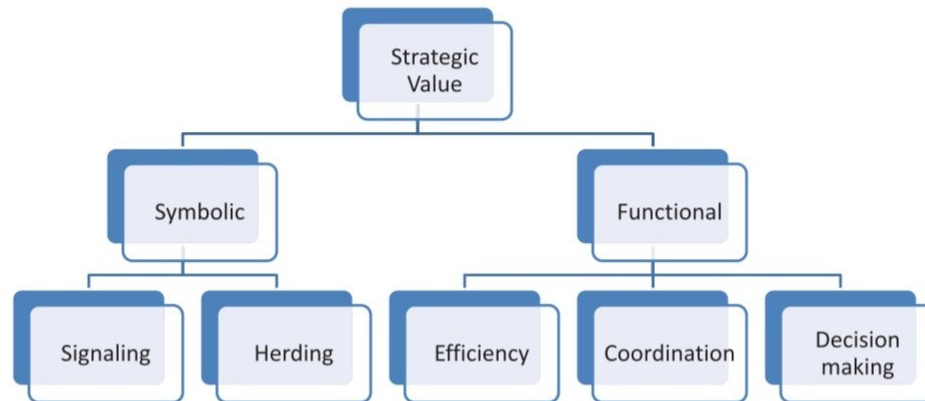 Strategic
Value
Symbolic
Functional
Signaling
Herding
Efficiency
Coordination
Decision
making